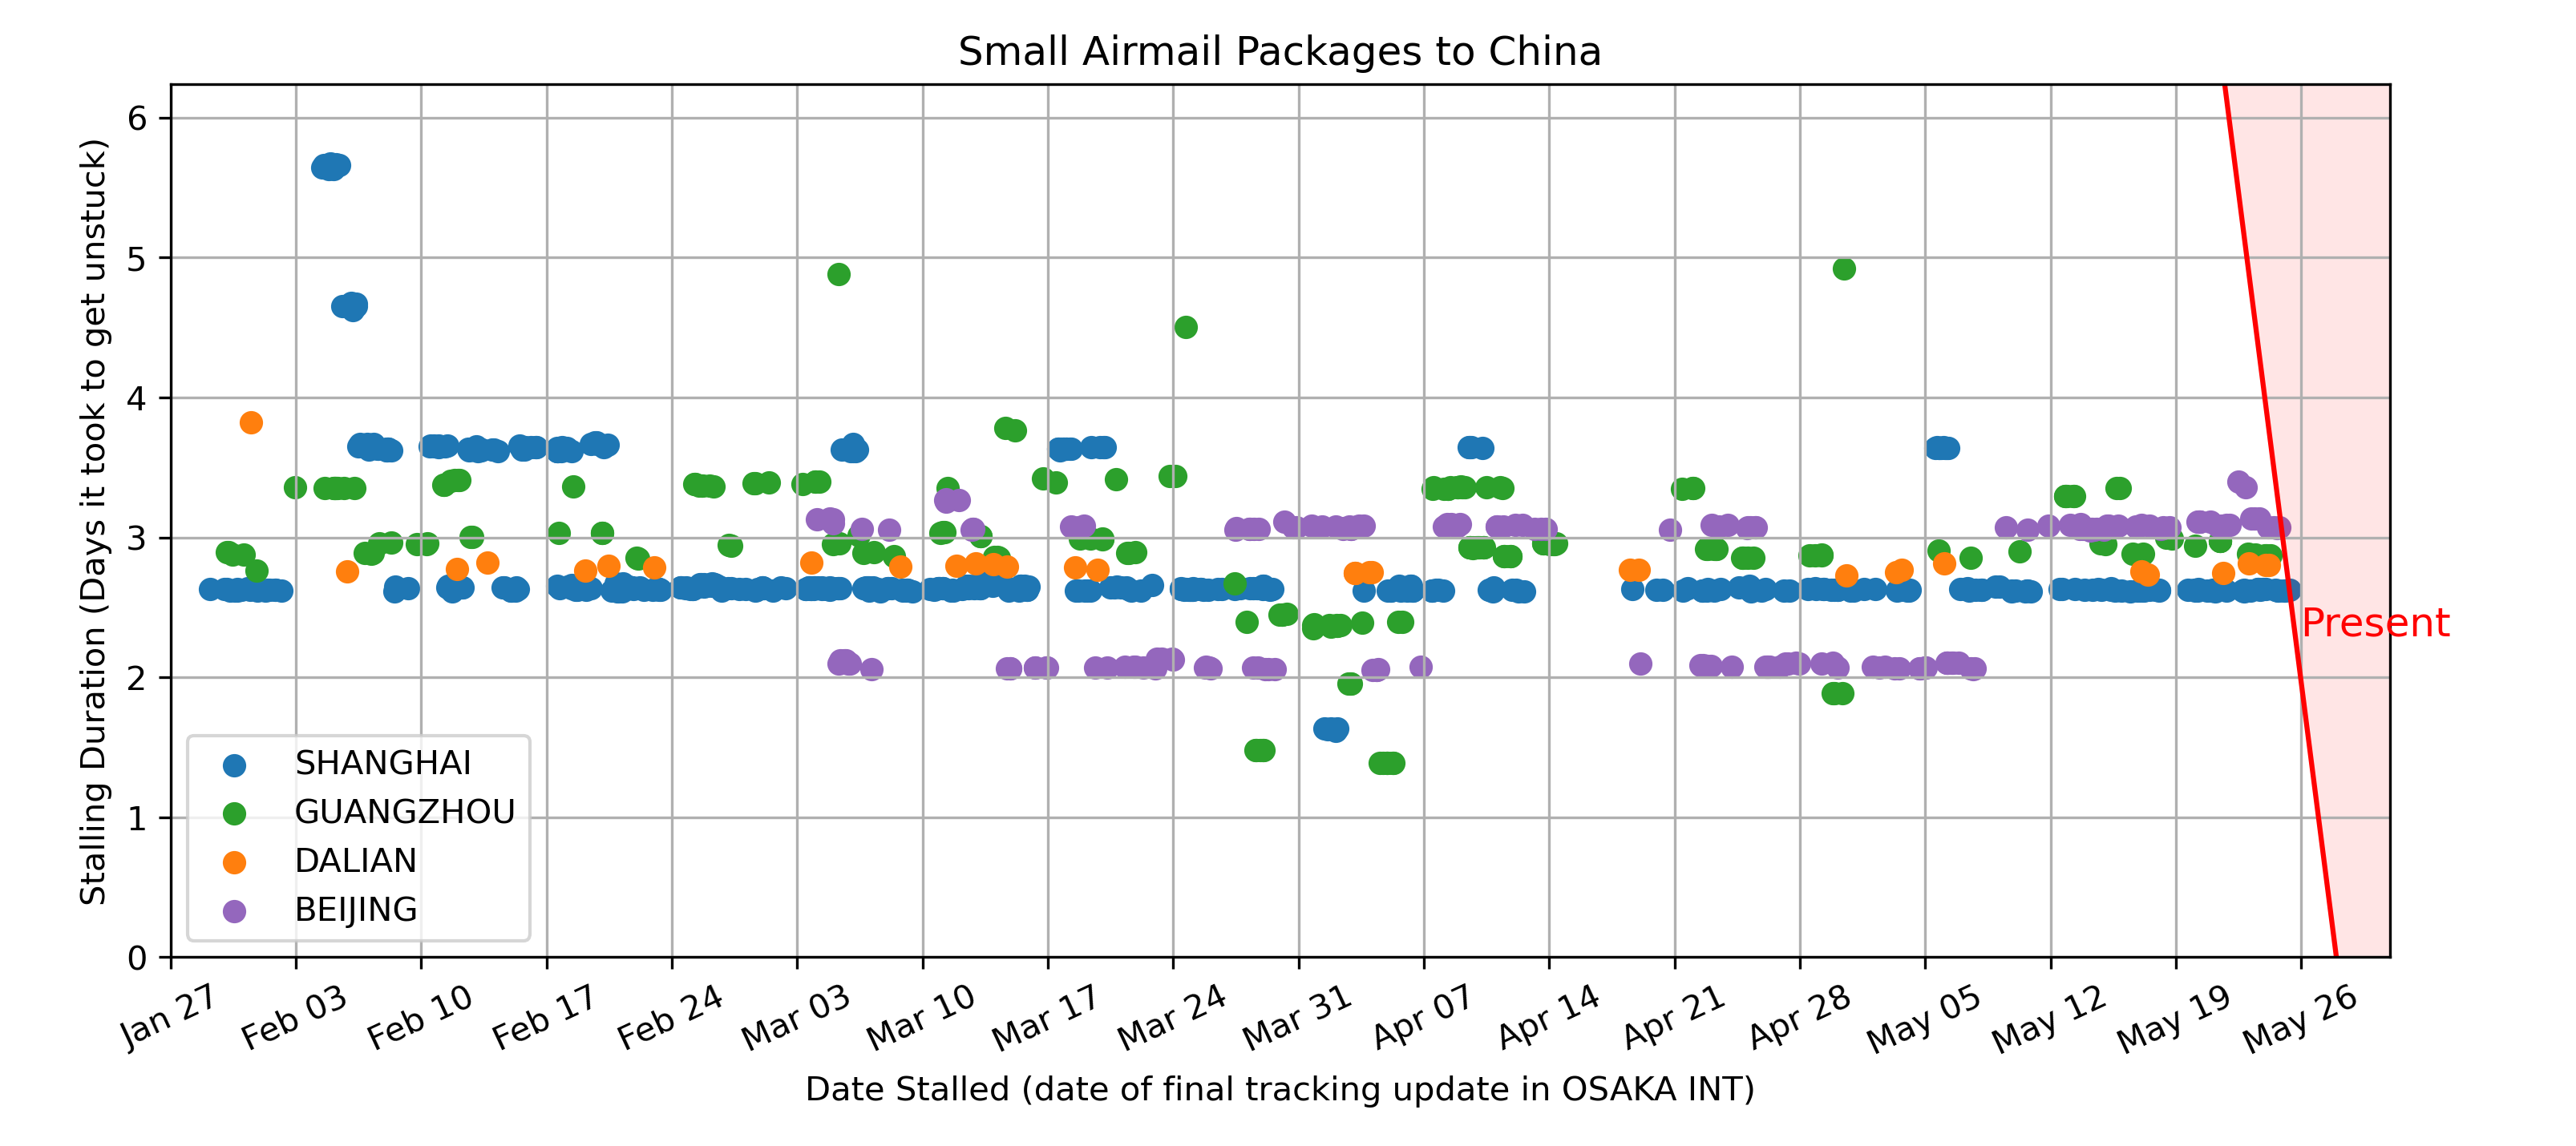 Small Airmail Packages to China
Stalling Duration (Days it took to get unstuck)
6
5
4
3
2
1
0
SHANGHAI
GUANGZHOU
DALIAN
BEIJING
Present
Jan 27
Feb 03
Feb 10
Feb 17
Feb 24
Mar 03
Mar 10
Mar 17
Mar 24
Mar 31
Apr 07
Apr 14
Apr 21
Apr 28
May 05
May 12
May 19
May 26
Date Stalled (date of final tracking update in OSAKA INT)